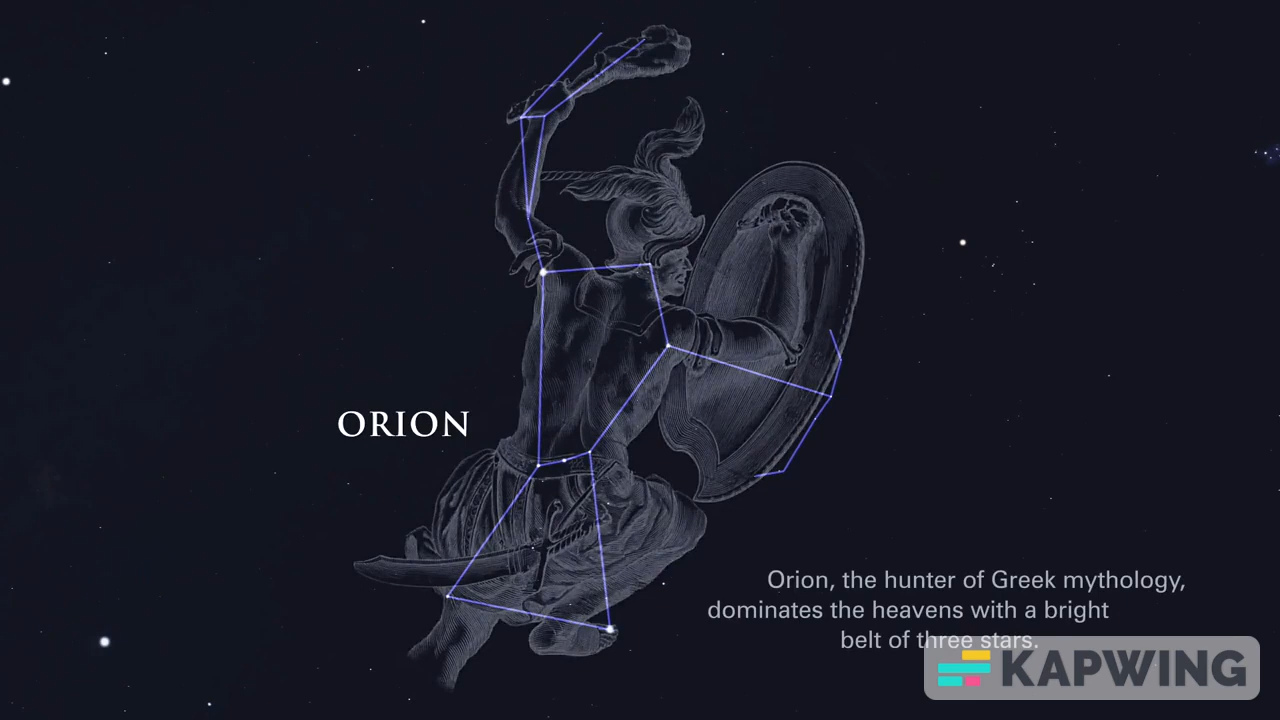 ORION
Orion, the hunter of Greek mythology,
dominates the heavens with a bright
belt of three stars.
KAPWING